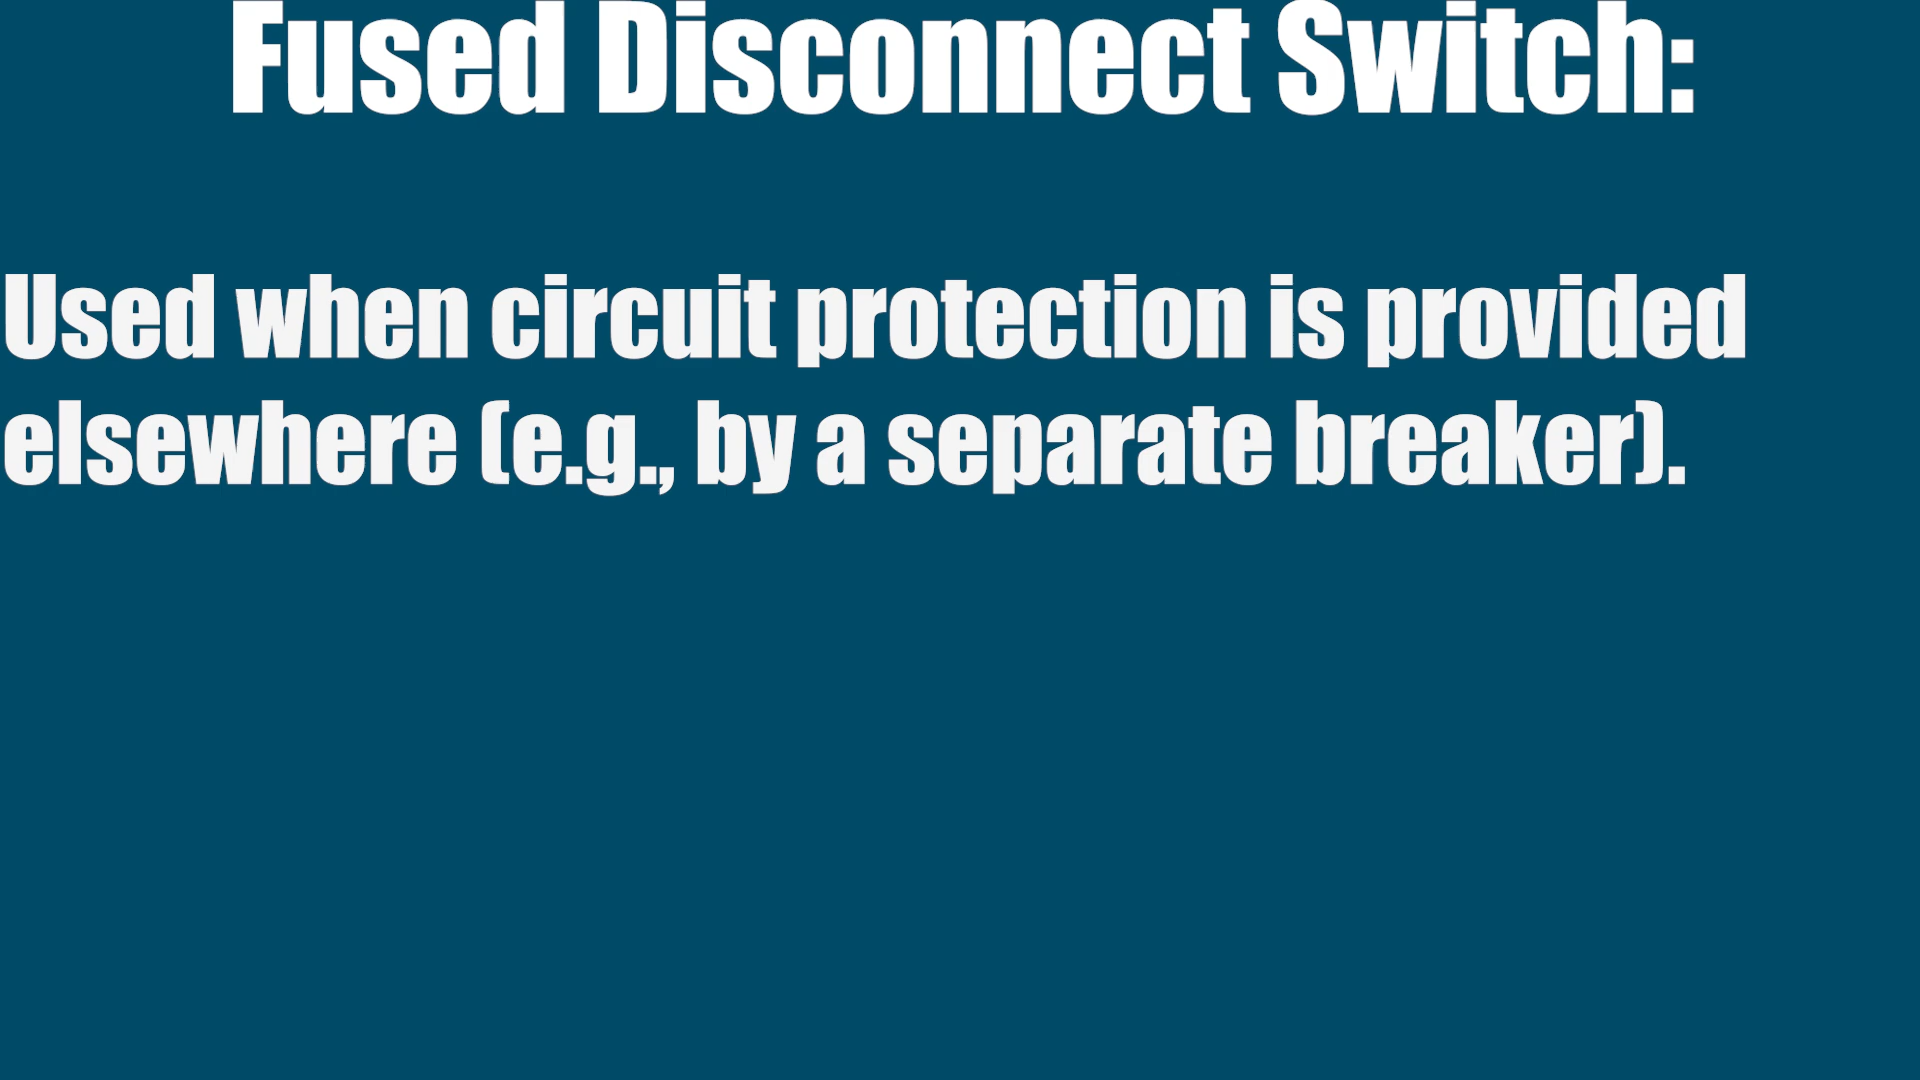 Fused Disconnect Switch:
Used when circuit protection is provided
elsewhere (e.g., by a separate breaker).